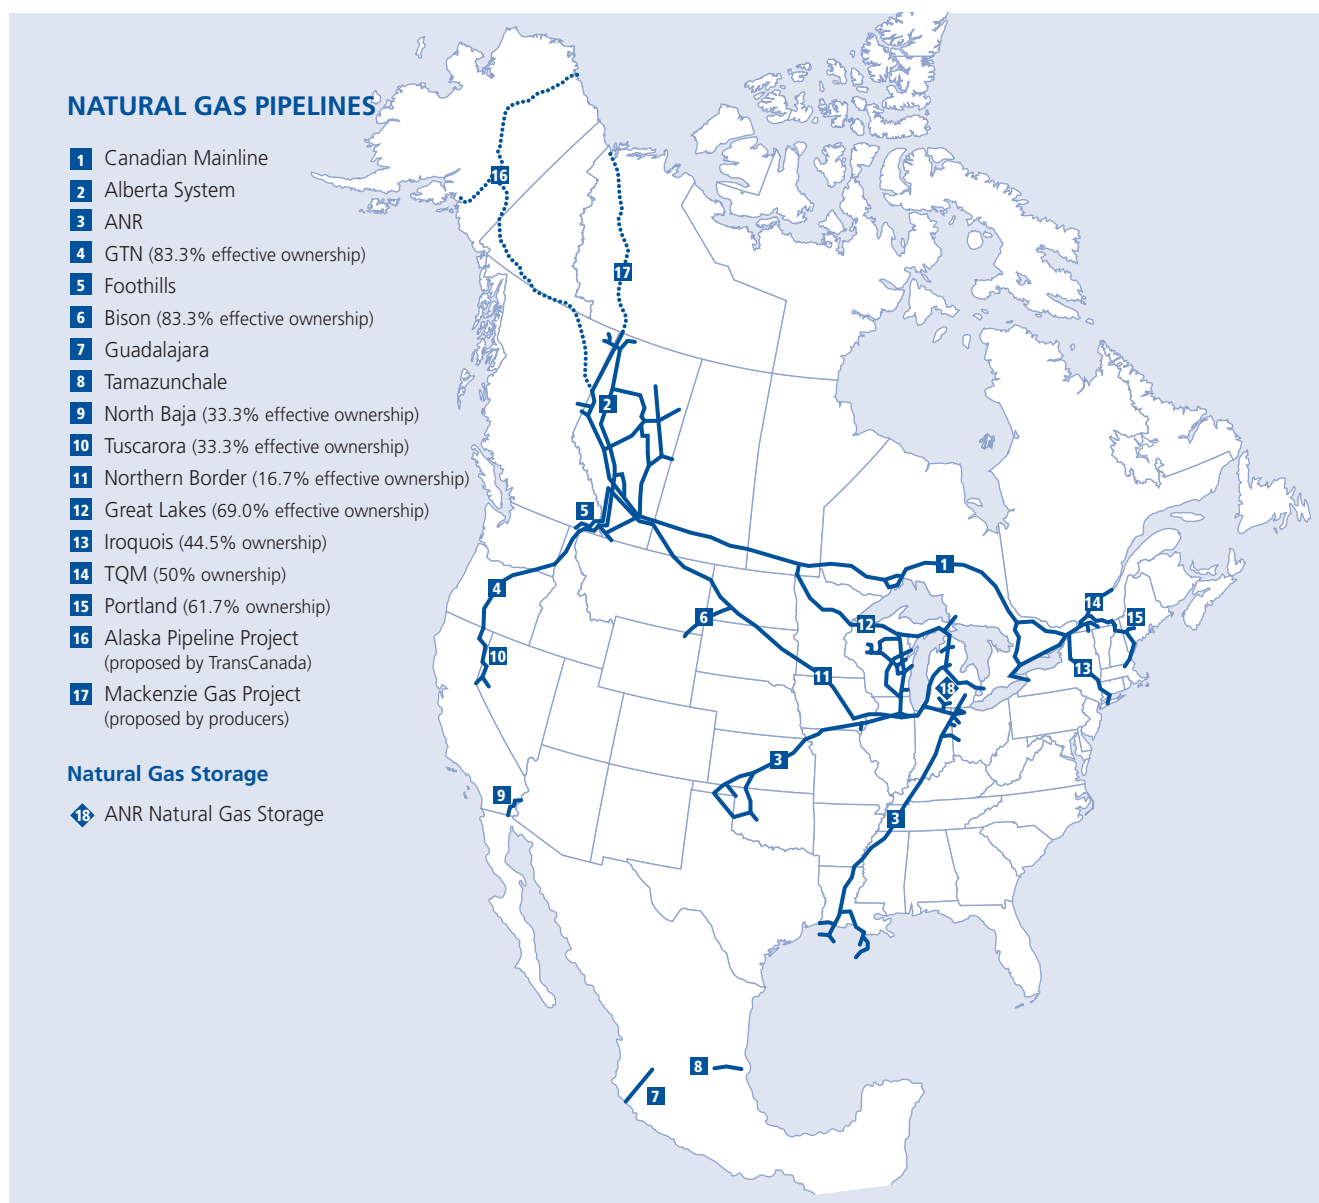 NATURAL GAS PIPELINES
1 Canadian Mainline
2 Alberta System
3 ANR
4 GTN (83.3% effective ownership)
5 Foothills
6 Bison (83.3% effective ownership)
7 Guadalajara
8 Tamazunchale
9 North Baja (33.3% effective ownership)
10 Tuscarora (33.3% effective ownership)
11 Northern Border (16.7% effective ownership)
12 Great Lakes (69.0% effective ownership)
13 Iroquois (44.5% ownership)
14 TQM (50% ownership)
15 Portland (61.7% ownership)
16 Alaska Pipeline Project
(proposed by TransCanada)
17 Mackenzie Gas Project
(proposed by producers)
Natural Gas Storage
18 ANR Natural Gas Storage
16
17
2
5
1
4
14
6
12
15
10
13
11
18
3
9
3
8
7